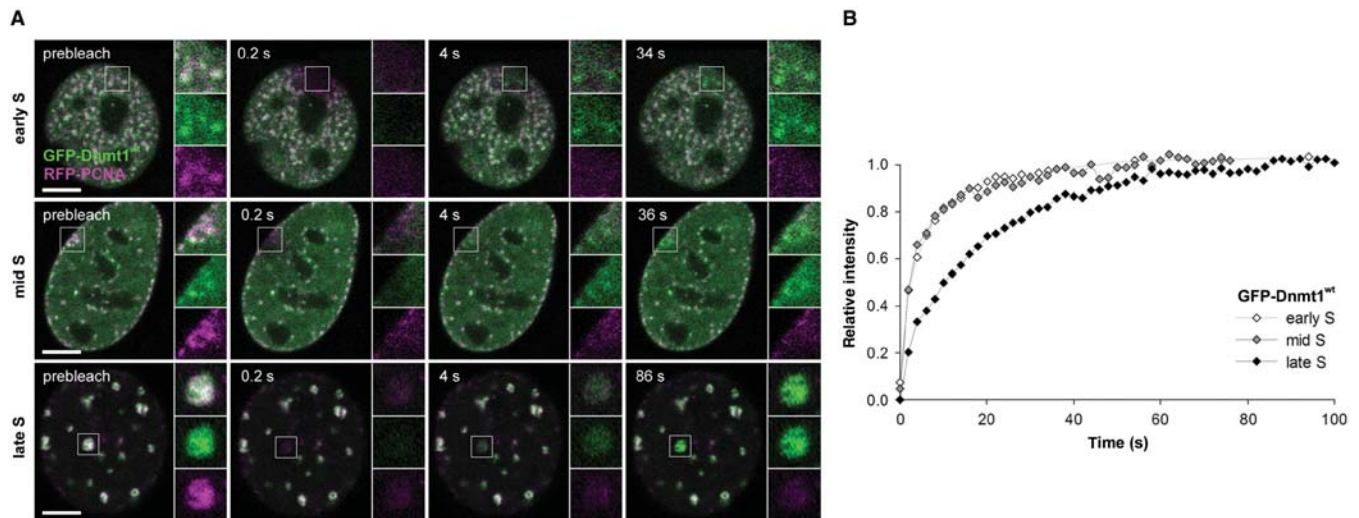 A
B
prebleach
0.2 s
4 s
34 s
early S
GFP-Dnmt1wt
RFP-PCNA
prebleach
0.2 s
4 s
36 s
mid S
prebleach
0.2 s
4 s
86 s
late S
Relative intensity
1.0
0.8
0.6
0.4
0.2
0.0
0
20
40
60
80
100
Time (s)
GFP-Dnmt1wt
early S
mid S
late S